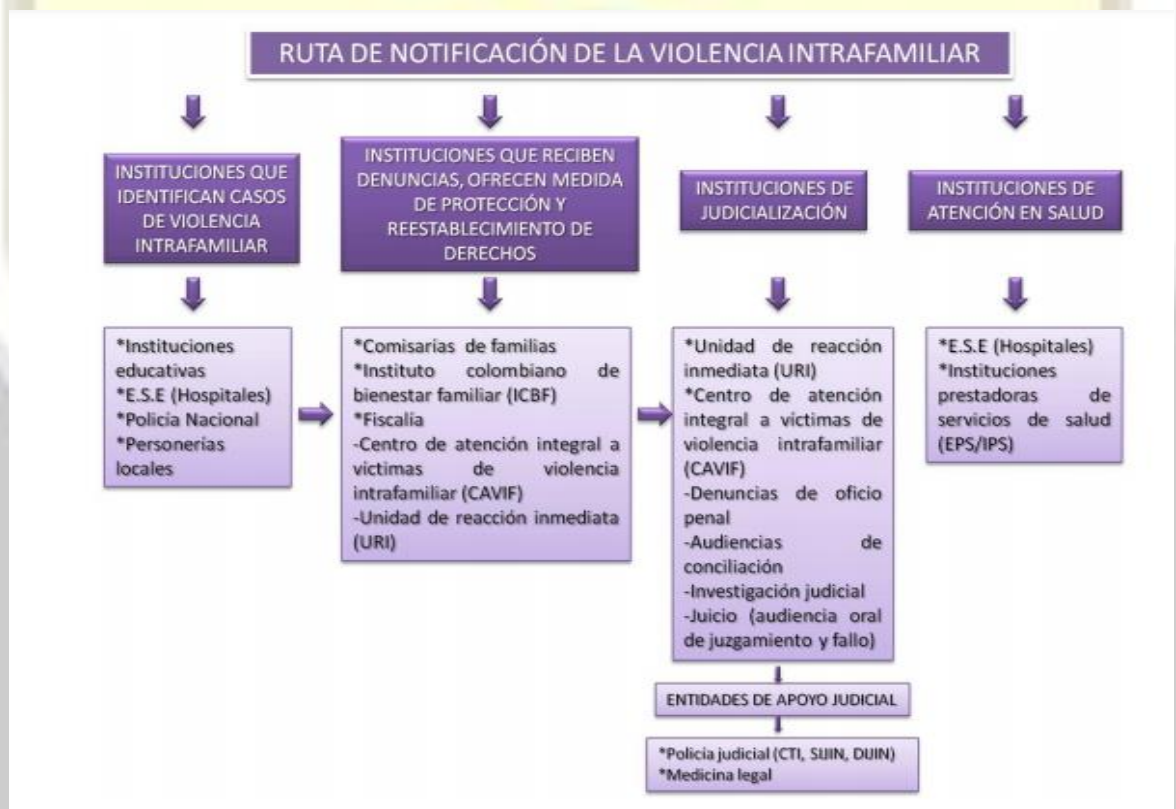 RUTA DE NOTIFICACIÓN DE LA VIOLENCIA INTRAFAMILIAR
INSTITUCIONES QUE
IDENTIFICAN CASOS
DE VIOLENCIA
INTRAFAMILIAR
INSTITUCIONES QUE RECIBEN
DENUNCIAS, OFRECEN MEDIDA
DE PROTECCIÓN Y
REESTABLECIMIENTO DE
DERECHOS
INSTITUCIONES DE
JUDICIALIZACIÓN
INSTITUCIONES DE
ATENCIÓN EN SALUD
*Instituciones
educativas
*E.S.E (Hospitales)
*Policía Nacional
*Personerías
locales
*Comisarías de familias
*Instituto colombiano de
bienestar familiar (ICBF)
*Fiscalía
-Centro de atención integral a
víctimas de violencia
intrafamiliar (CAVIF)
-Unidad de reacción inmediata
(URI)
*Unidad de reacción
inmediata (URI)
*Centro de atención
integral a víctimas de
violencia intrafamiliar
(CAVIF)
-Denuncias de oficio
penal
-Audiencias de
conciliación
-Investigación judicial
-Juicio (audiencia oral
de juzgamiento y fallo)
*E.S.E (Hospitales)
*Instituciones
prestadoras de
servicios de salud
(EPS/IPS)
ENTIDADES DE APOYO JUDICIAL
*Policía judicial (CTI, SIJIN, DIJIN)
*Medicina legal